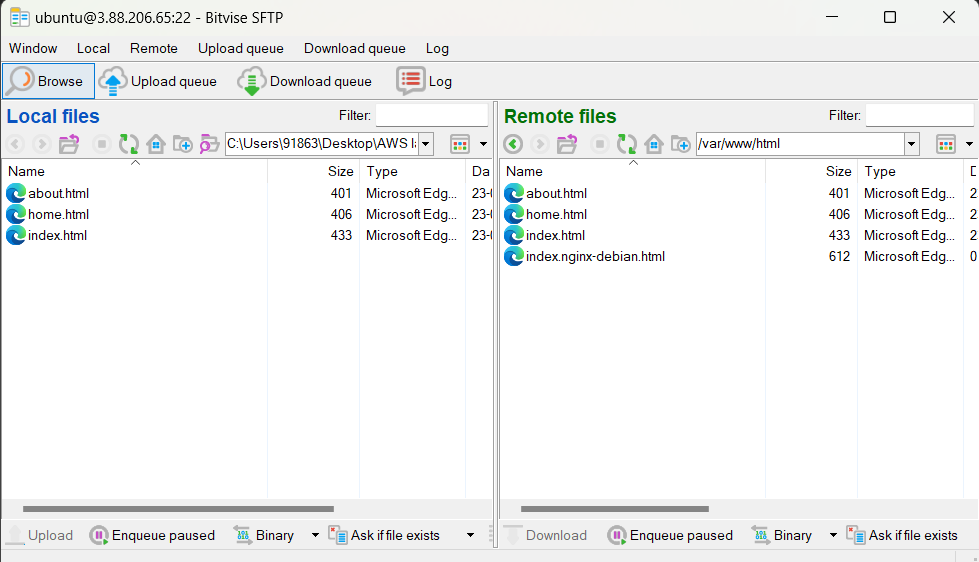 ubuntu@3.88.206.65:22 - Bitvise SFTP
Window Local Remote Upload queue Download queue Log
Browse Upload queue Download queue Log
Local files Filter:
C:\Users\91863\Desktop\AWS
Name Size Type Da
about.html 401 Microsoft Edg... 23-
home.html 406 Microsoft Edg... 23-
index.html 433 Microsoft Edg... 23-
Upload Enqueue paused Binary Ask if file exists
Remote files Filter:
/var/www/html
Name Size Type
about.html 401 Microsoft Edg... 2
home.html 406 Microsoft Edg... 2
index.html 433 Microsoft Edg... 2
index.nginx-debian.html 612 Microsoft Edg... 0
Download Enqueue paused Binary Ask if file exists